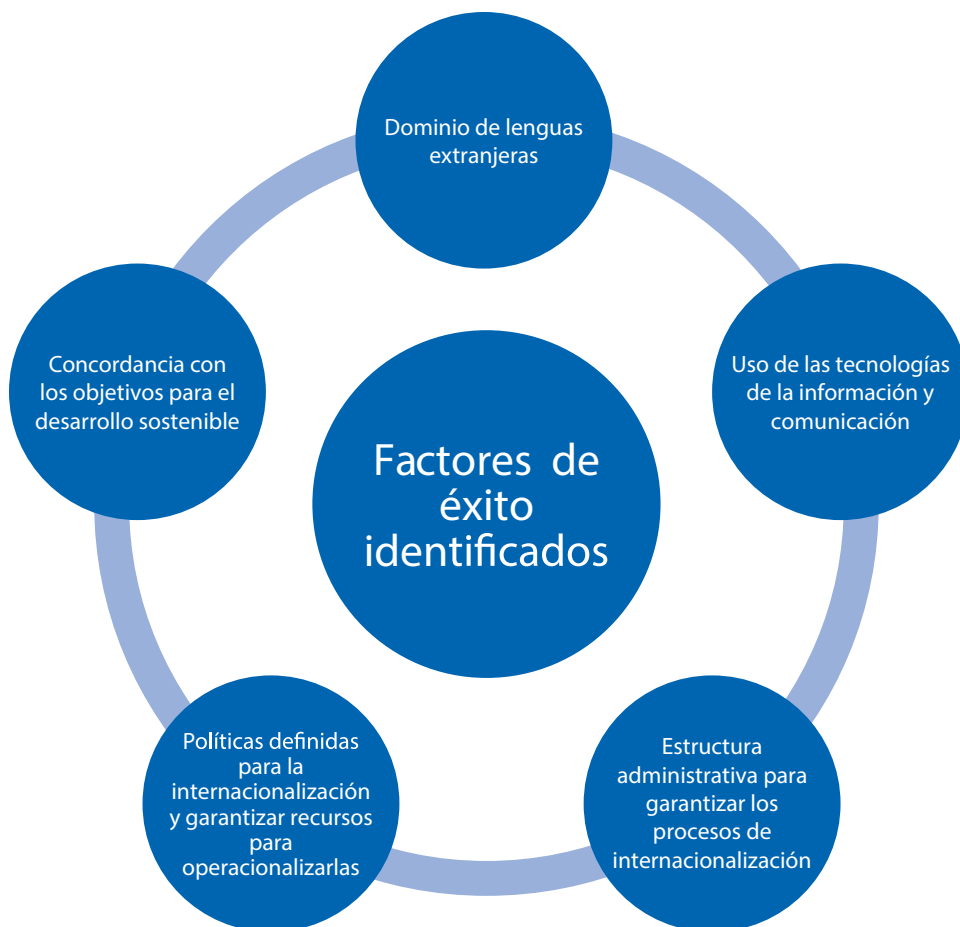 Dominio de lenguas
extranjeras
Uso de las tecnologías
de la información y
comunicación
Estructura
administrativa para
garantizar los
procesos de
internacionalización
Políticas definidas
para la
internacionalización
y garantizar recursos
para
operacionalizarlas
Concordancia con
los objetivos para el
desarrollo sostenible
Factores de
éxito
identificados